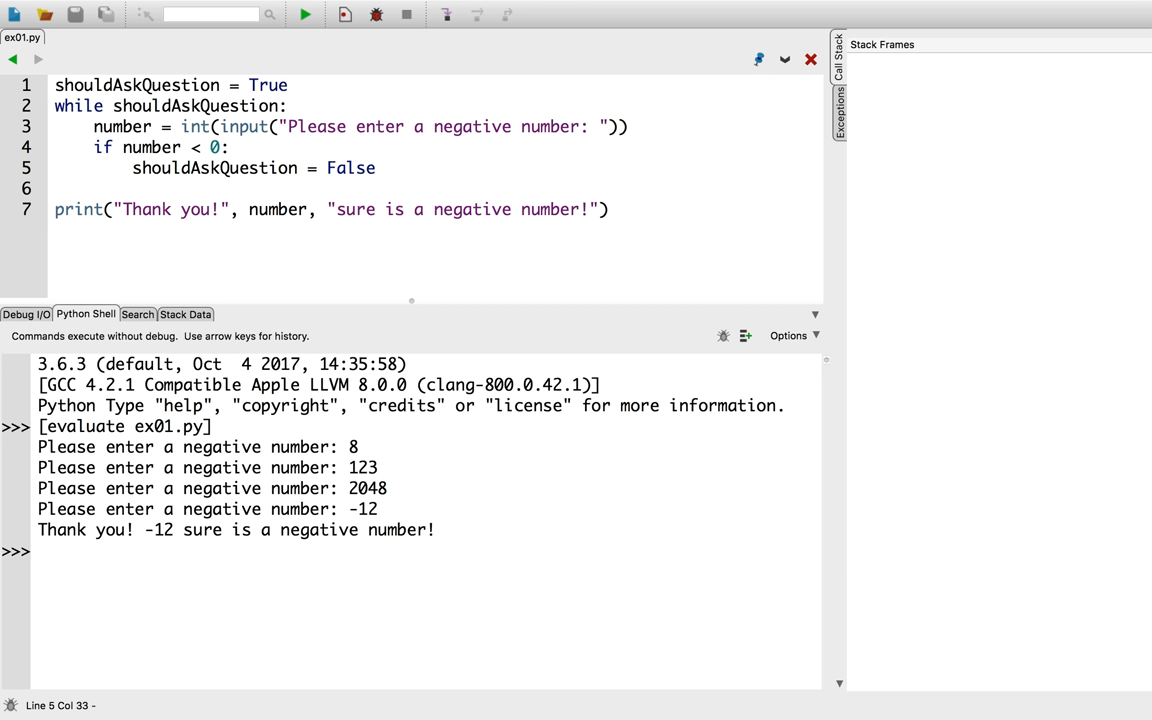 ex01.py
1 shouldAskQuestion = True
2 while shouldAskQuestion:
3     number = int(input("Please enter a negative number: "))
4     if number < 0:
5         shouldAskQuestion = False
6
7 print("Thank you!", number, "sure is a negative number!")
Call Stack
Exceptions
Stack Frames
Debug I/O Python Shell Search Stack Data
Commands execute without debug.  Use arrow keys for history.
Options
3.6.3 (default, Oct  4 2017, 14:35:58)
[GCC 4.2.1 Compatible Apple LLVM 8.0.0 (clang-800.0.42.1)]
Python Type "help", "copyright", "credits" or "license" for more information.
>>> [evaluate ex01.py]
Please enter a negative number: 8
Please enter a negative number: 123
Please enter a negative number: 2048
Please enter a negative number: -12
Thank you! -12 sure is a negative number!
>>>
Line 5 Col 33 -